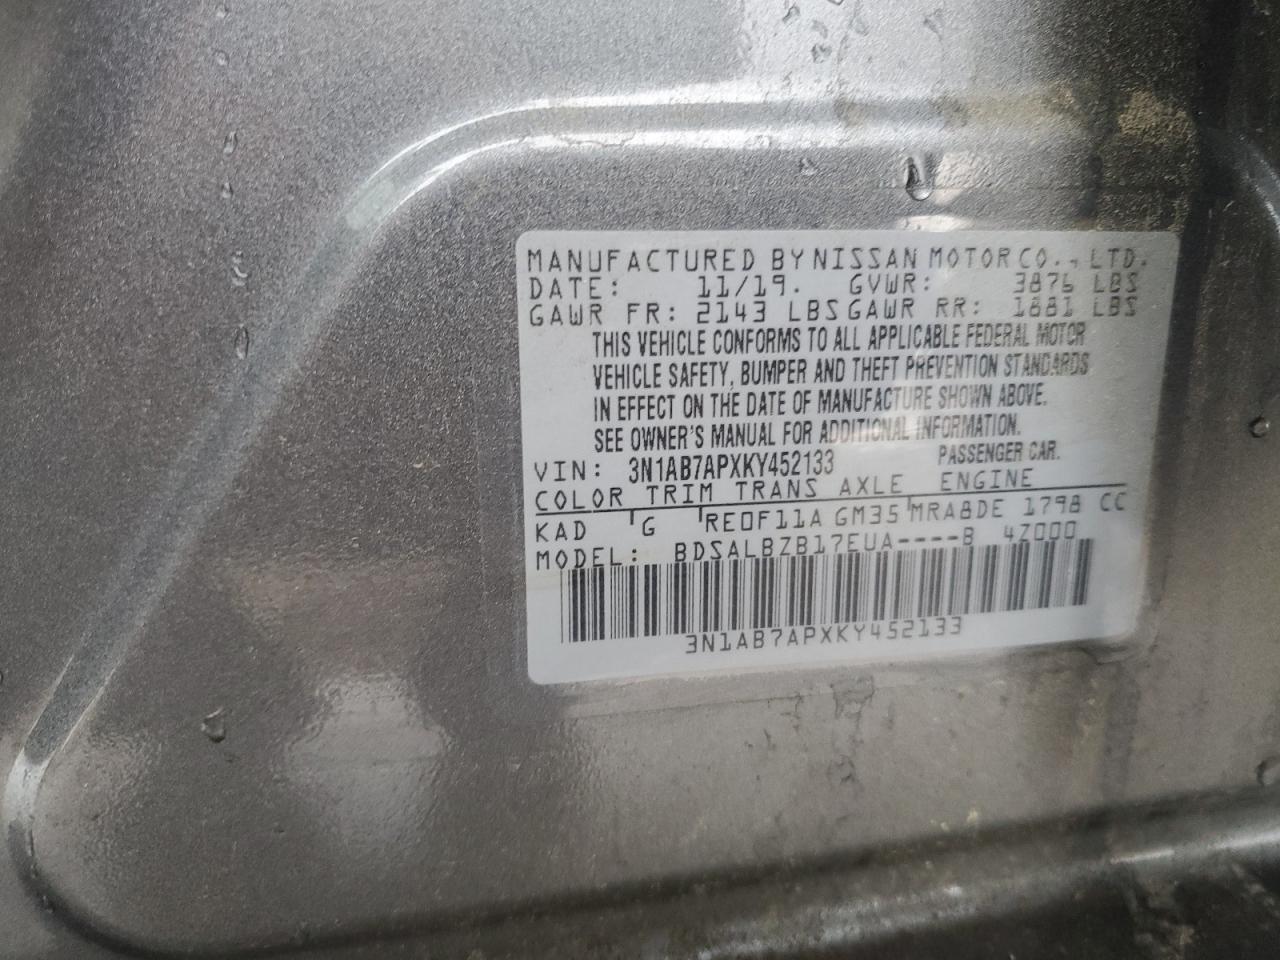 MANUFACTURED BY NISSAN MOTOR CO., LTD.
DATE: 11/19. GVWR: 3876 LBS
GAWR FR: 2143 LBS GAWR RR: 1881 LBS
THIS VEHICLE CONFORMS TO ALL APPLICABLE FEDERAL MOTOR
VEHICLE SAFETY, BUMPER AND THEFT PREVENTION STANDARDS
IN EFFECT ON THE DATE OF MANUFACTURE SHOWN ABOVE.
SEE OWNER'S MANUAL FOR ADDITIONAL INFORMATION.
VIN: 3N1AB7APXKY452133 PASSENGER CAR.
COLOR TRIM TRANS AXLE ENGINE
KAD G RE0F11A GM35 MRA8DE 1798 CC
MODEL: BDSALBZB17EUA----B 4Z000
3N1AB7APXKY452133